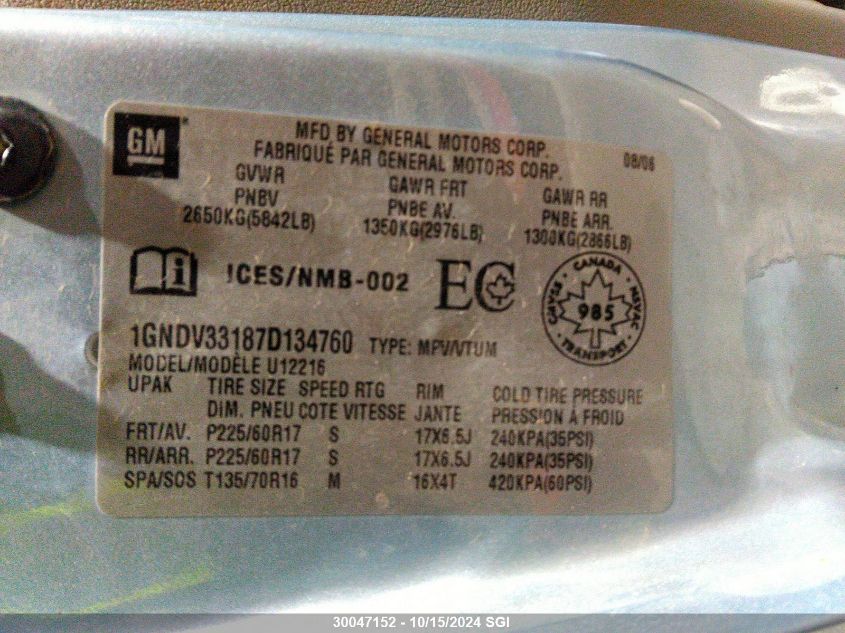 GM
MFD BY GENERAL MOTORS CORP.
FABRIQUÉ PAR GENERAL MOTORS CORP.
08/06
GVWR GAWR FRT GAWR RR
PNBV PNBE AV. PNBE ARR.
2650KG(5842LB) 1350KG(2976LB) 1300KG(2866LB)
i ICES/NMB-002 EC
CANADA
CMVSS NSVAC
985
TRANSPORT
1GNDV33187D134760 TYPE: MPV/VTUM
MODEL/MODÈLE U12216
UPAK TIRE SIZE SPEED RTG RIM COLD TIRE PRESSURE
DIM. PNEU COTE VITESSE JANTE PRESSION À FROID
FRT/AV. P225/60R17 S 17X6.5J 240KPA(35PSI)
RR/ARR. P225/60R17 S 17X6.5J 240KPA(35PSI)
SPA/SOS T135/70R16 M 16X4T 420KPA(60PSI)
30047152 - 10/15/2024 SGI